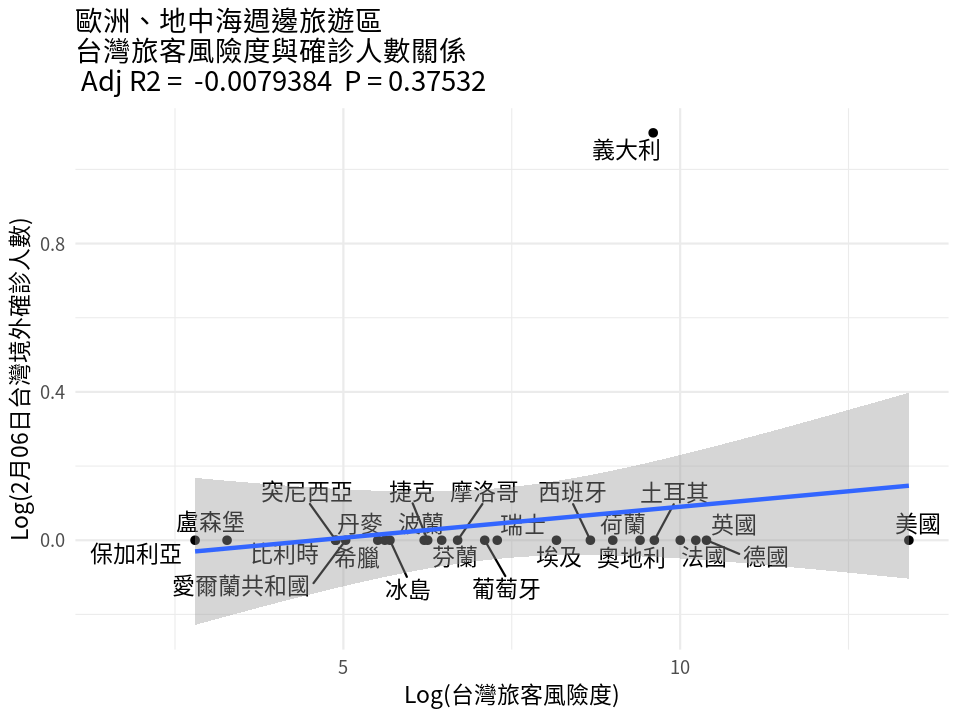 歐洲、地中海週邊旅遊區
台灣旅客風險度與確診人數關係
Adj R2 = -0.0079384 P = 0.37532
義大利
Log(2月06日台灣境外確診人數)
0.8
0.4
0.0
突尼西亞
捷克
摩洛哥
西班牙
土耳其
盧森堡
丹麥
波蘭
瑞士
荷蘭
英國
美國
保加利亞
比利時
希臘
芬蘭
埃及
奧地利
法國
德國
愛爾蘭共和國
冰島
葡萄牙
5
10
Log(台灣旅客風險度)